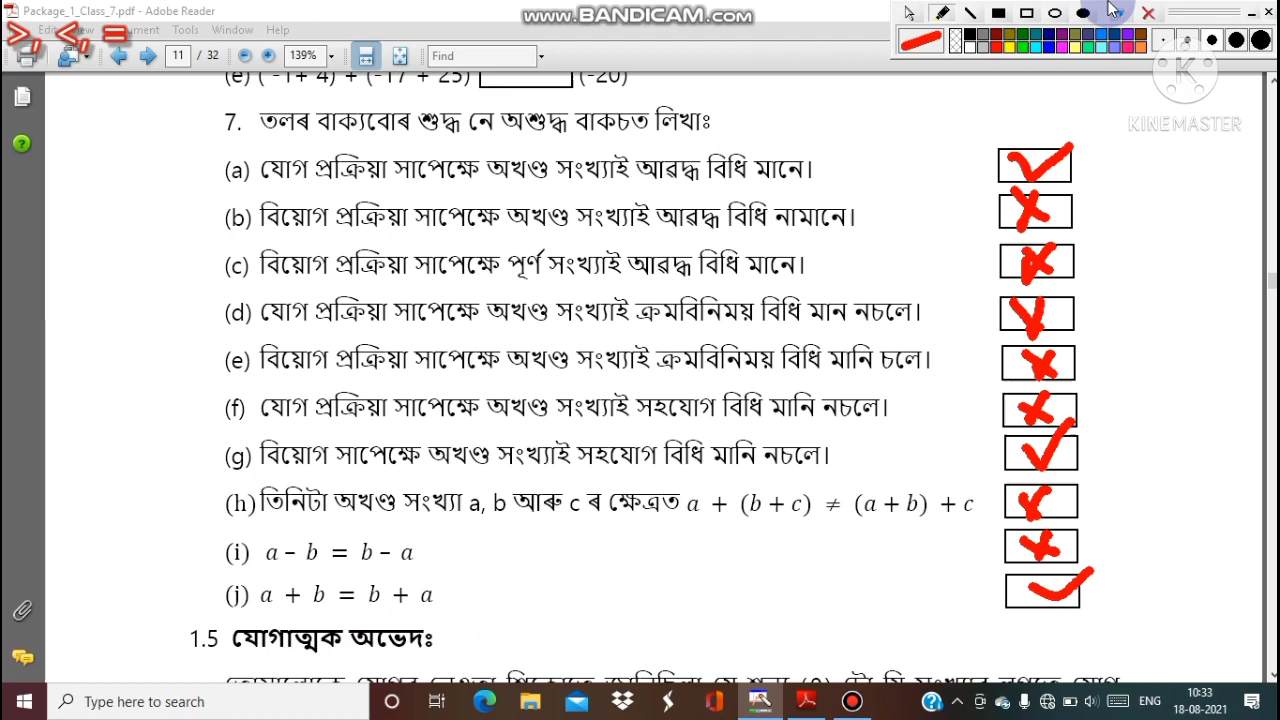 Package_1_Class_7.pdf - Adobe Reader
www.BANDICAM.com
Tools Window Help
11 / 32 139% Find
KINEMASTER
(e) ( -1+ 4) + (-17 + 25) (-20)
7. তলৰ বাক্যবোৰ শুদ্ধ নে অশুদ্ধ বাকচত লিখাঃ
(a) যোগ প্ৰক্ৰিয়া সাপেক্ষে অখণ্ড সংখ্যাই আৱদ্ধ বিধি মানে।
(b) বিয়োগ প্ৰক্ৰিয়া সাপেক্ষে অখণ্ড সংখ্যাই আৱদ্ধ বিধি নামানে।
(c) বিয়োগ প্ৰক্ৰিয়া সাপেক্ষে পূৰ্ণ সংখ্যাই আৱদ্ধ বিধি মানে।
(d) যোগ প্ৰক্ৰিয়া সাপেক্ষে অখণ্ড সংখ্যাই ক্ৰমবিনিময় বিধি মান নচলে।
(e) বিয়োগ প্ৰক্ৰিয়া সাপেক্ষে অখণ্ড সংখ্যাই ক্ৰমবিনিময় বিধি মানি চলে।
(f) যোগ প্ৰক্ৰিয়া সাপেক্ষে অখণ্ড সংখ্যাই সহযোগ বিধি মানি নচলে।
(g) বিয়োগ সাপেক্ষে অখণ্ড সংখ্যাই সহযোগ বিধি মানি নচলে।
(h) তিনিটা অখণ্ড সংখ্যা a, b আৰু c ৰ ক্ষেত্ৰত a + (b + c) ≠ (a + b) + c
(i) a – b = b – a
(j) a + b = b + a
1.5 যোগাত্মক অভেদঃ
Type here to search
ENG 10:33
18-08-2021